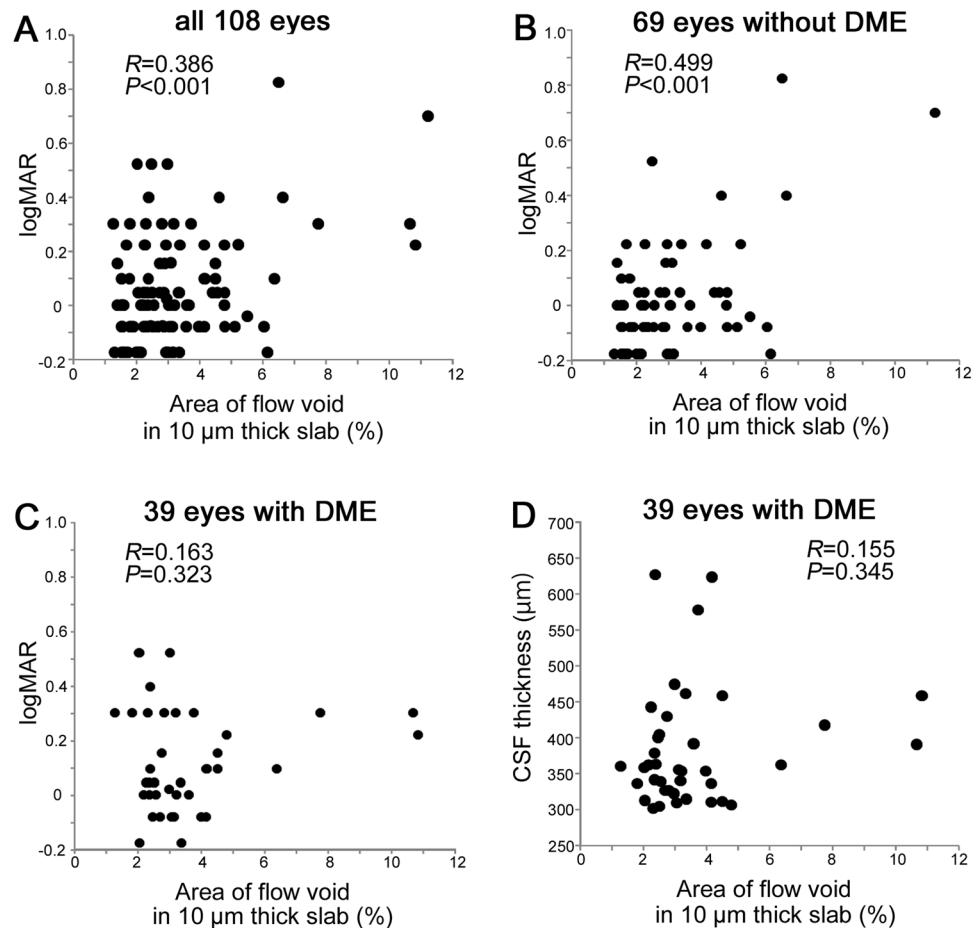 A
all 108 eyes
R=0.386
P<0.001
1.0
0.8
0.6
0.4
0.2
0
-0.2
logMAR
0 2 4 6 8 10 12
Area of flow void
in 10 µm thick slab (%)
B
69 eyes without DME
R=0.499
P<0.001
1.0
0.8
0.6
0.4
0.2
0
-0.2
logMAR
0 2 4 6 8 10 12
Area of flow void
in 10 µm thick slab (%)
C
39 eyes with DME
R=0.163
P=0.323
1.0
0.8
0.6
0.4
0.2
0
-0.2
logMAR
0 2 4 6 8 10 12
Area of flow void
in 10 µm thick slab (%)
D
39 eyes with DME
R=0.155
P=0.345
700
650
600
550
500
450
400
350
300
250
CSF thickness (µm)
0 2 4 6 8 10 12
Area of flow void
in 10 µm thick slab (%)